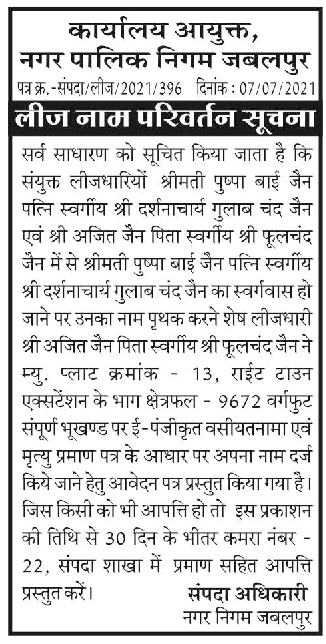 कार्यालय आयुक्त,
नगर पालिक निगम जबलपुर
पत्र क्र.-संपदा/लीज/2021/396 दिनांक : 07/07/2021
लीज नाम परिवर्तन सूचना
सर्व साधारण को सूचित किया जाता है कि
संयुक्त लीजधारियों श्रीमती पुष्पा बाई जैन
पत्नि स्वर्गीय श्री दर्शनाचार्य गुलाब चंद जैन
एवं श्री अजित जैन पिता स्वर्गीय श्री फूलचंद
जैन में से श्रीमती पुष्पा बाई जैन पत्नि स्वर्गीय
श्री दर्शनाचार्य गुलाब चंद जैन का स्वर्गवास हो
जाने पर उनका नाम पृथक करने शेष लीजधारी
श्री अजित जैन पिता स्वर्गीय श्री फूलचंद जैन ने
म्यु. प्लाट क्रमांक - 13, राईट टाउन
एक्सटेंशन के भाग क्षेत्रफल - 9672 वर्गफुट
संपूर्ण भूखण्ड पर ई-पंजीकृत वसीयतनामा एवं
मृत्यु प्रमाण पत्र के आधार पर अपना नाम दर्ज
किये जाने हेतु आवेदन पत्र प्रस्तुत किया गया है।
जिस किसी को भी आपत्ति हो तो इस प्रकाशन
की तिथि से 30 दिन के भीतर कमरा नंबर -
22, संपदा शाखा में प्रमाण सहित आपत्ति
प्रस्तुत करें।
संपदा अधिकारी
नगर निगम जबलपुर